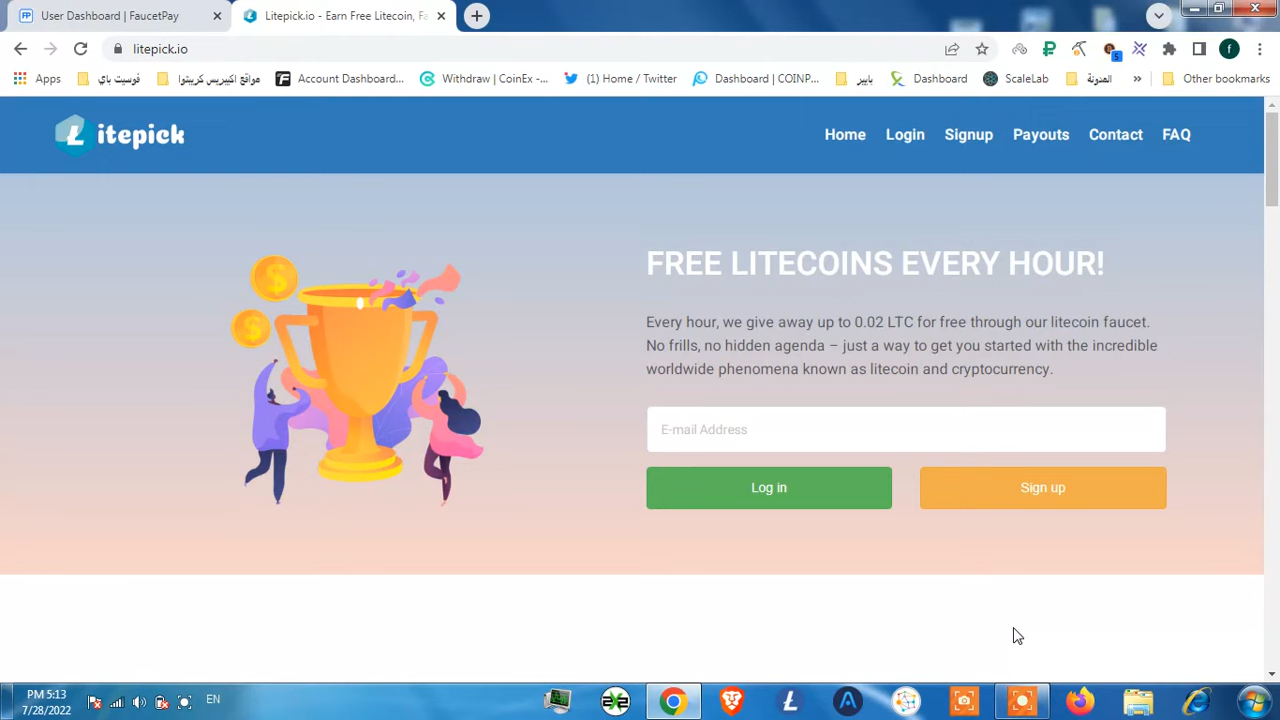 User Dashboard | FaucetPay
Litepick.io - Earn Free Litecoin, Fa
litepick.io
5
f
Apps
فوسيت باي
مواقع اكبيريس كريبتوا
Account Dashboard...
Withdraw | CoinEx -...
(1) Home / Twitter
Dashboard | COINP...
بايير
Dashboard
ScaleLab
المدونة
»
Other bookmarks
Litepick
Home
Login
Signup
Payouts
Contact
FAQ
FREE LITECOINS EVERY HOUR!
Every hour, we give away up to 0.02 LTC for free through our litecoin faucet.
No frills, no hidden agenda – just a way to get you started with the incredible
worldwide phenomena known as litecoin and cryptocurrency.
E-mail Address
Log in
Sign up
PM 5:13
7/28/2022
EN